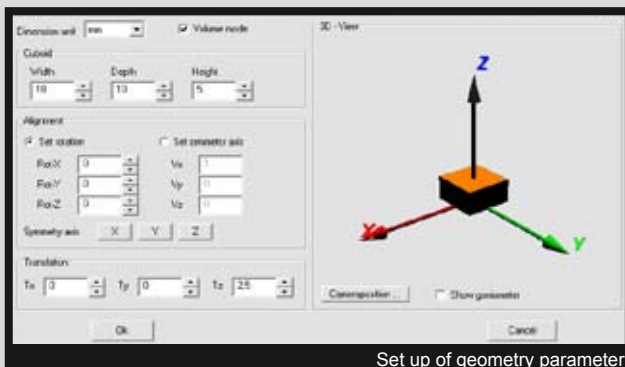 Dimension unit mm Volume node
Cuboid
Width Depth Height
10 10 5
Alignment
Set rotation Set symmetry axis
Rot-X 0 Vx 1
Rot-Y 0 Vy 0
Rot-Z 0 Vz 0
Symmetry axis X Y Z
Translation
Tx 0 Ty 0 Tz 2.5
Ok
3D - View
Z
X
Y
Camera position ... Show goniometer
Cancel
Set up of geometry parameter